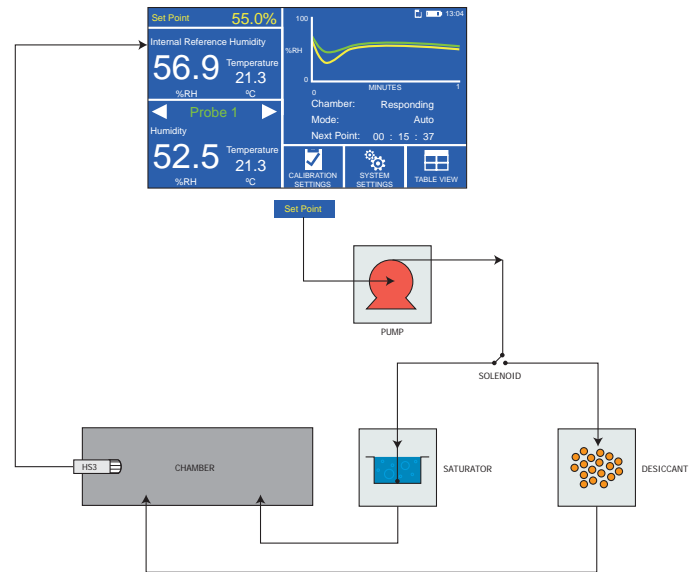 Set Point 55.0%
13:04
Internal Reference Humidity
56.9
%RH
Temperature
21.3
ºC
Probe 1
Humidity
52.5
%RH
Temperature
21.3
ºC
100
%RH
0
0
MINUTES
1
Chamber: Responding
Mode: Auto
Next Point: 00 : 15 : 37
CALIBRATION
SETTINGS
SYSTEM
SETTINGS
TABLE VIEW
Set Point
PUMP
SOLENOID
HS3
CHAMBER
SATURATOR
DESICCANT